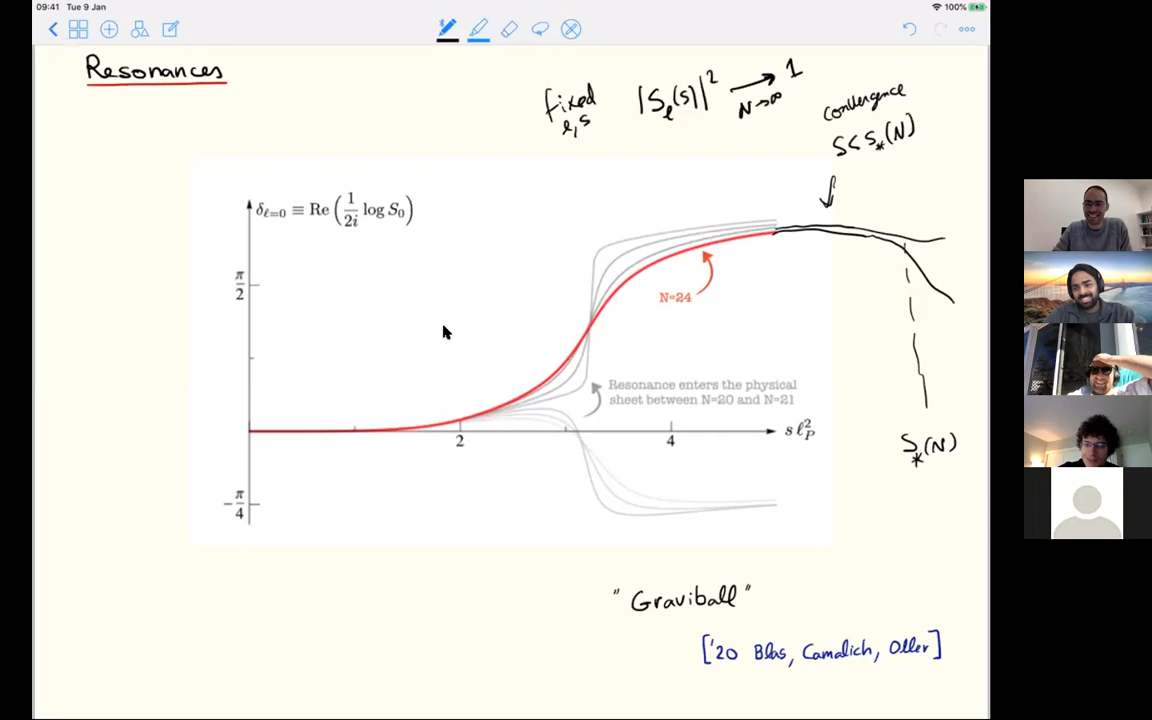 09:41 Tue 9 Jan
100%
Resonances
fixed
ℓ, s
|S_ℓ(s)|² → 1
N→∞
convergence
s < s_*(N)
δ_{ℓ=0} ≡ Re(1/2i log S₀)
π/2
N=24
Resonance enters the physical
sheet between N=20 and N=21
2
4
s ℓ_P²
-π/4
s_*(N)
"Graviball"
['20 Blas, Camalich, Oller]